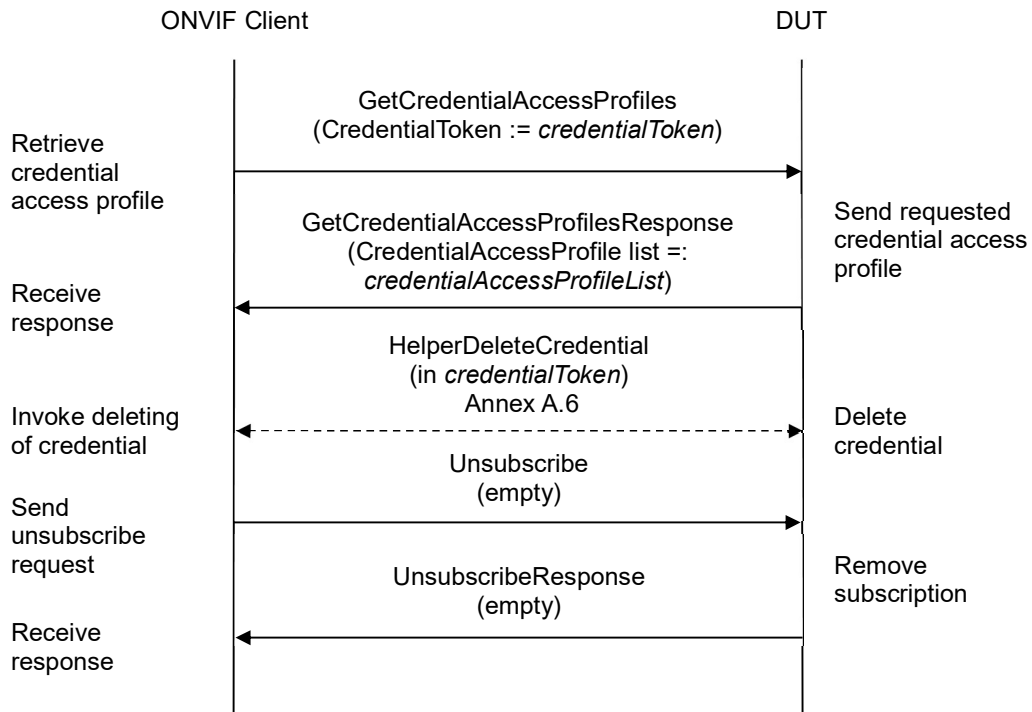 ONVIF Client
DUT
GetCredentialAccessProfiles
(CredentialToken := credentialToken)
Retrieve
credential
access profile
GetCredentialAccessProfilesResponse
(CredentialAccessProfile list =:
credentialAccessProfileList)
Send requested
credential access
profile
Receive
response
HelperDeleteCredential
(in credentialToken)
Annex A.6
Invoke deleting
of credential
Delete
credential
Unsubscribe
(empty)
Send
unsubscribe
request
UnsubscribeResponse
(empty)
Remove
subscription
Receive
response